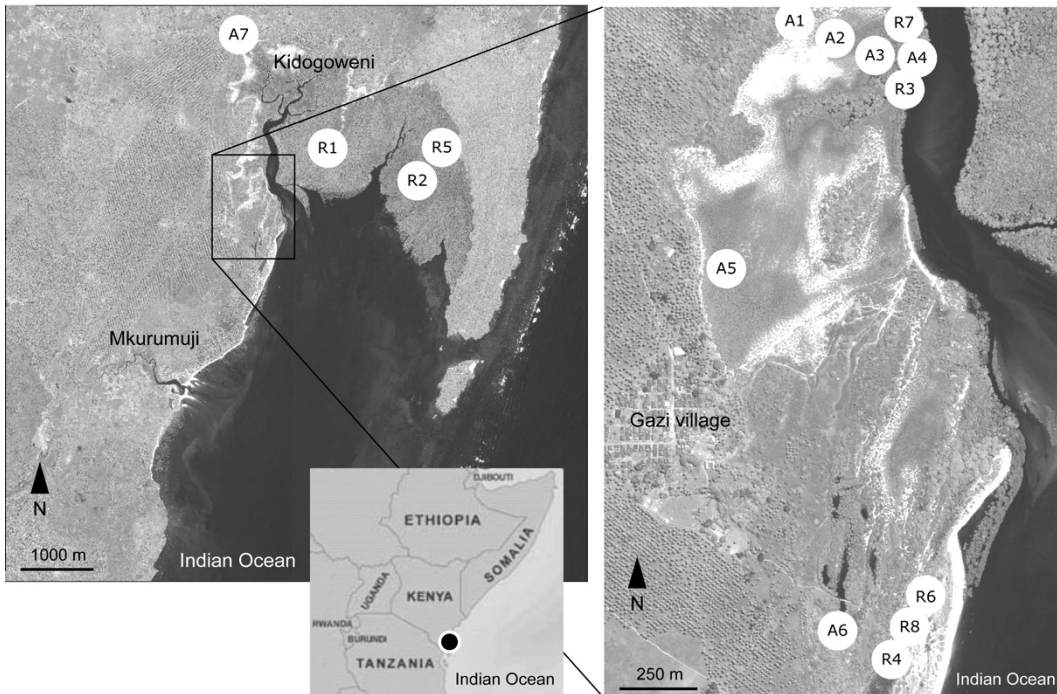 A7
Kidogoweni
R1
R5
R2
Mkurumuji
N
1000 m
Indian Ocean
DJIBOUTI
ETHIOPIA
SOMALIA
UGANDA
KENYA
RWANDA
BURUNDI
TANZANIA
Indian Ocean
A1
A2
R7
A3
A4
R3
A5
Gazi village
N
R6
A6
R8
R4
250 m
Indian Ocean